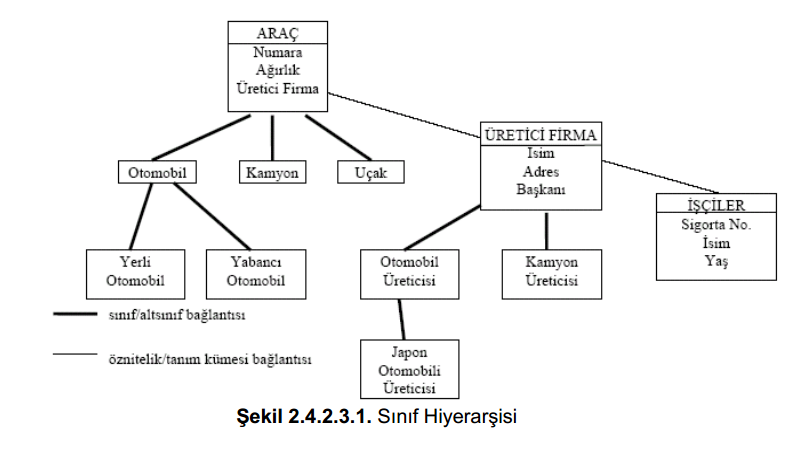 ARAÇ
Numara
Ağırlık
Üretici Firma
ÜRETİCİ FİRMA
Isim
Adres
Başkanı
Otomobil
Kamyon
Uçak
İŞÇİLER
Sigorta No.
İsim
Yaş
Yerli
Otomobil
Yabancı
Otomobil
Otomobil
Üreticisi
Kamyon
Üreticisi
sınıf/altsınıf bağlantısı
öznitelik/tanım kümesi bağlantısı
Japon
Otomobili
Üreticisi
Şekil 2.4.2.3.1. Sınıf Hiyerarşisi